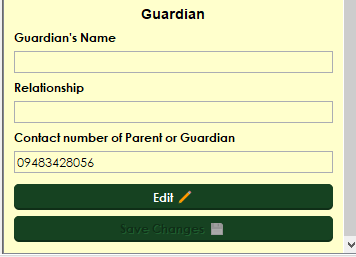 Guardian
Guardian's Name
Relationship
Contact number of Parent or Guardian
09483428056
Edit
Save Changes